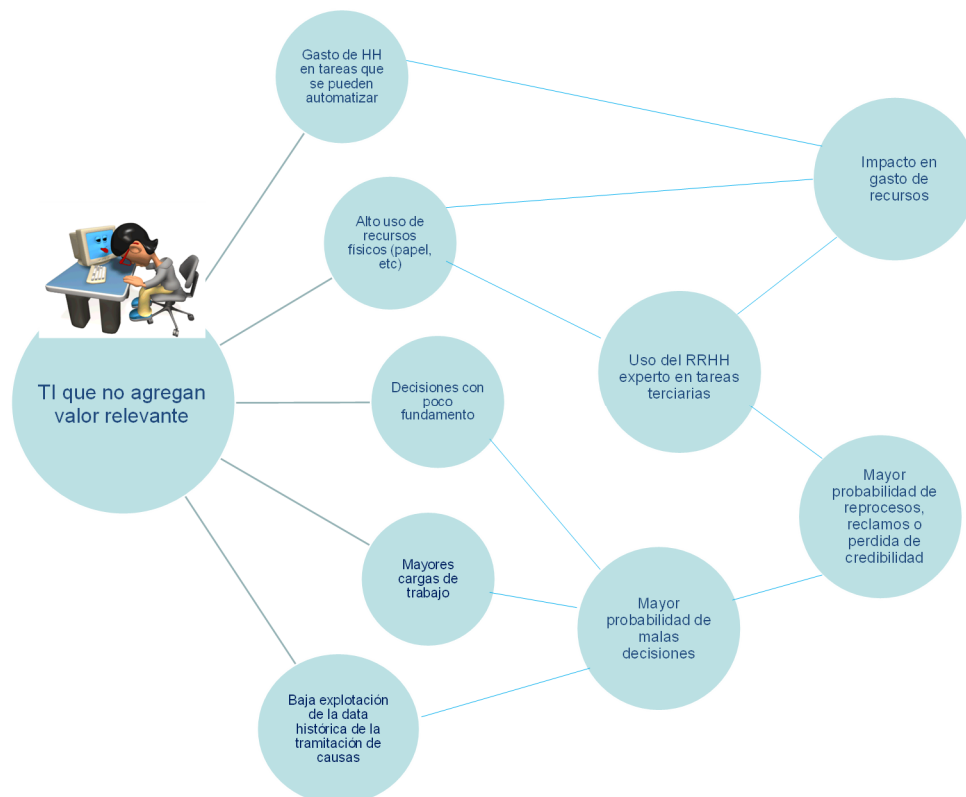 Gasto de HH
en tareas que
se pueden
automatizar
Impacto en
gasto de
recursos
Alto uso de
recursos
físicos (papel,
etc)
Uso del RRHH
experto en tareas
terciarias
TI que no agregan
valor relevante
Decisiones con
poco
fundamento
Mayor
probabilidad de
reprocesos,
reclamos o
perdida de
credibilidad
Mayores
cargas de
trabajo
Mayor
probabilidad de
malas
decisiones
Baja explotación
de la data
histórica de la
tramitación de
causas